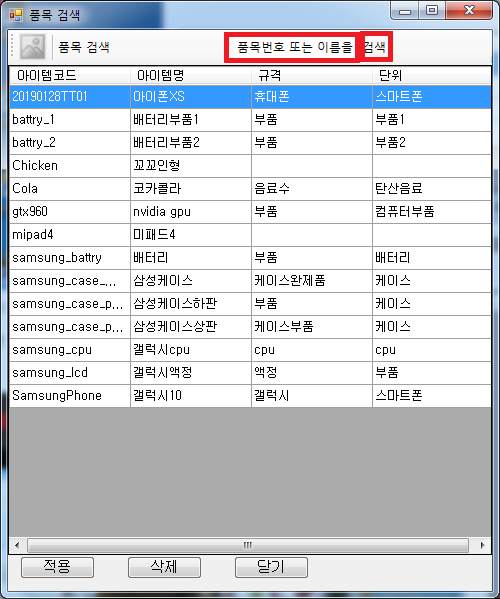 품목 검색
품목 검색 품목번호 또는 이름을 검색
아이템코드 아이템명 규격 단위
20190128TT01 아이폰XS 휴대폰 스마트폰
battry_1 배터리부품1 부품 부품1
battry_2 배터리부품2 부품 부품2
Chicken 꼬꼬인형
Cola 코카콜라 음료수 탄산음료
gtx960 nvidia gpu 부품 컴퓨터부품
mipad4 미패드4
samsung_battry 배터리 부품 배터리
samsung_case_... 삼성케이스 케이스완제품 케이스
samsung_case_p... 삼성케이스하판 부품 케이스
samsung_case_p... 삼성케이스상판 케이스부품 케이스
samsung_cpu 갤럭시cpu cpu cpu
samsung_lcd 갤럭시액정 액정 부품
SamsungPhone 갤럭시10 갤럭시 스마트폰
적용 삭제 닫기